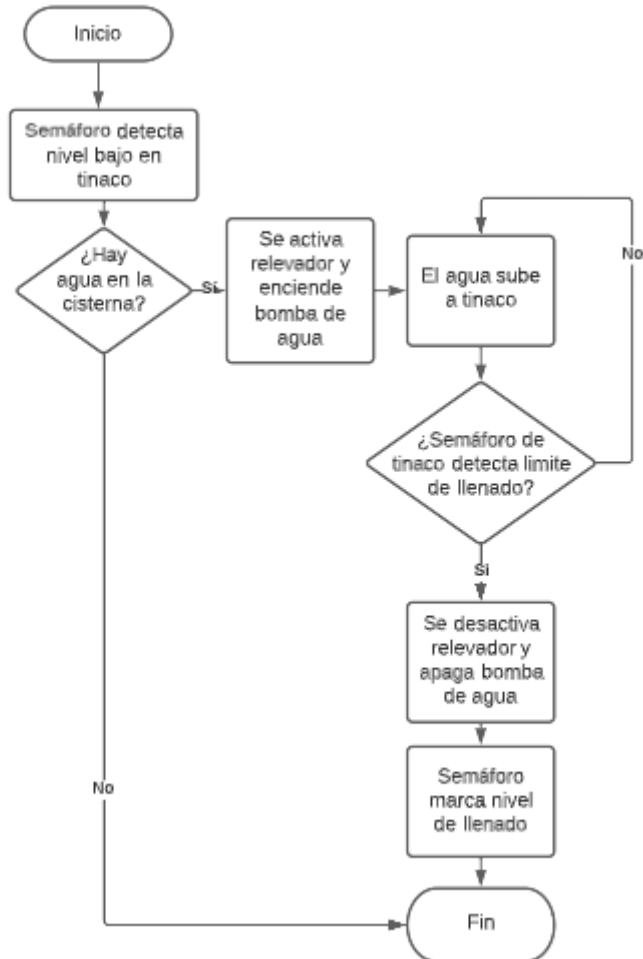 Inicio
Semáforo detecta
nivel bajo en
tinaco
¿Hay
agua en la
cisterna?
Si
Se activa
relevador y
enciende
bomba de
agua
El agua sube
a tinaco
No
¿Semáforo de
tinaco detecta limite
de llenado?
Si
Se desactiva
relevador y
apaga bomba
de agua
Semáforo
marca nivel
de llenado
No
Fin